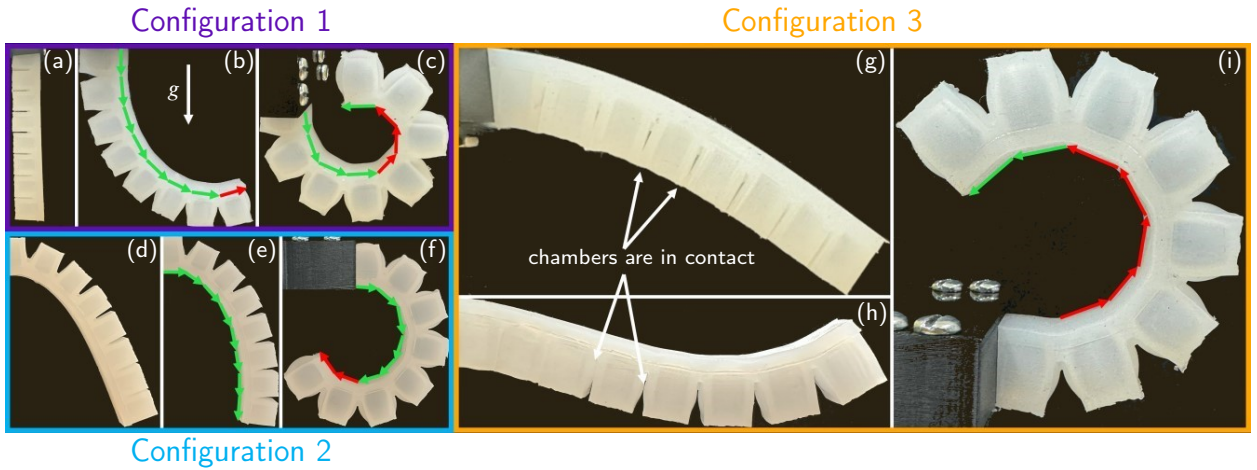 Configuration 1
Configuration 3
(a)
(b)
(c)
(g)
(i)
g
(d)
(e)
(f)
chambers are in contact
(h)
Configuration 2